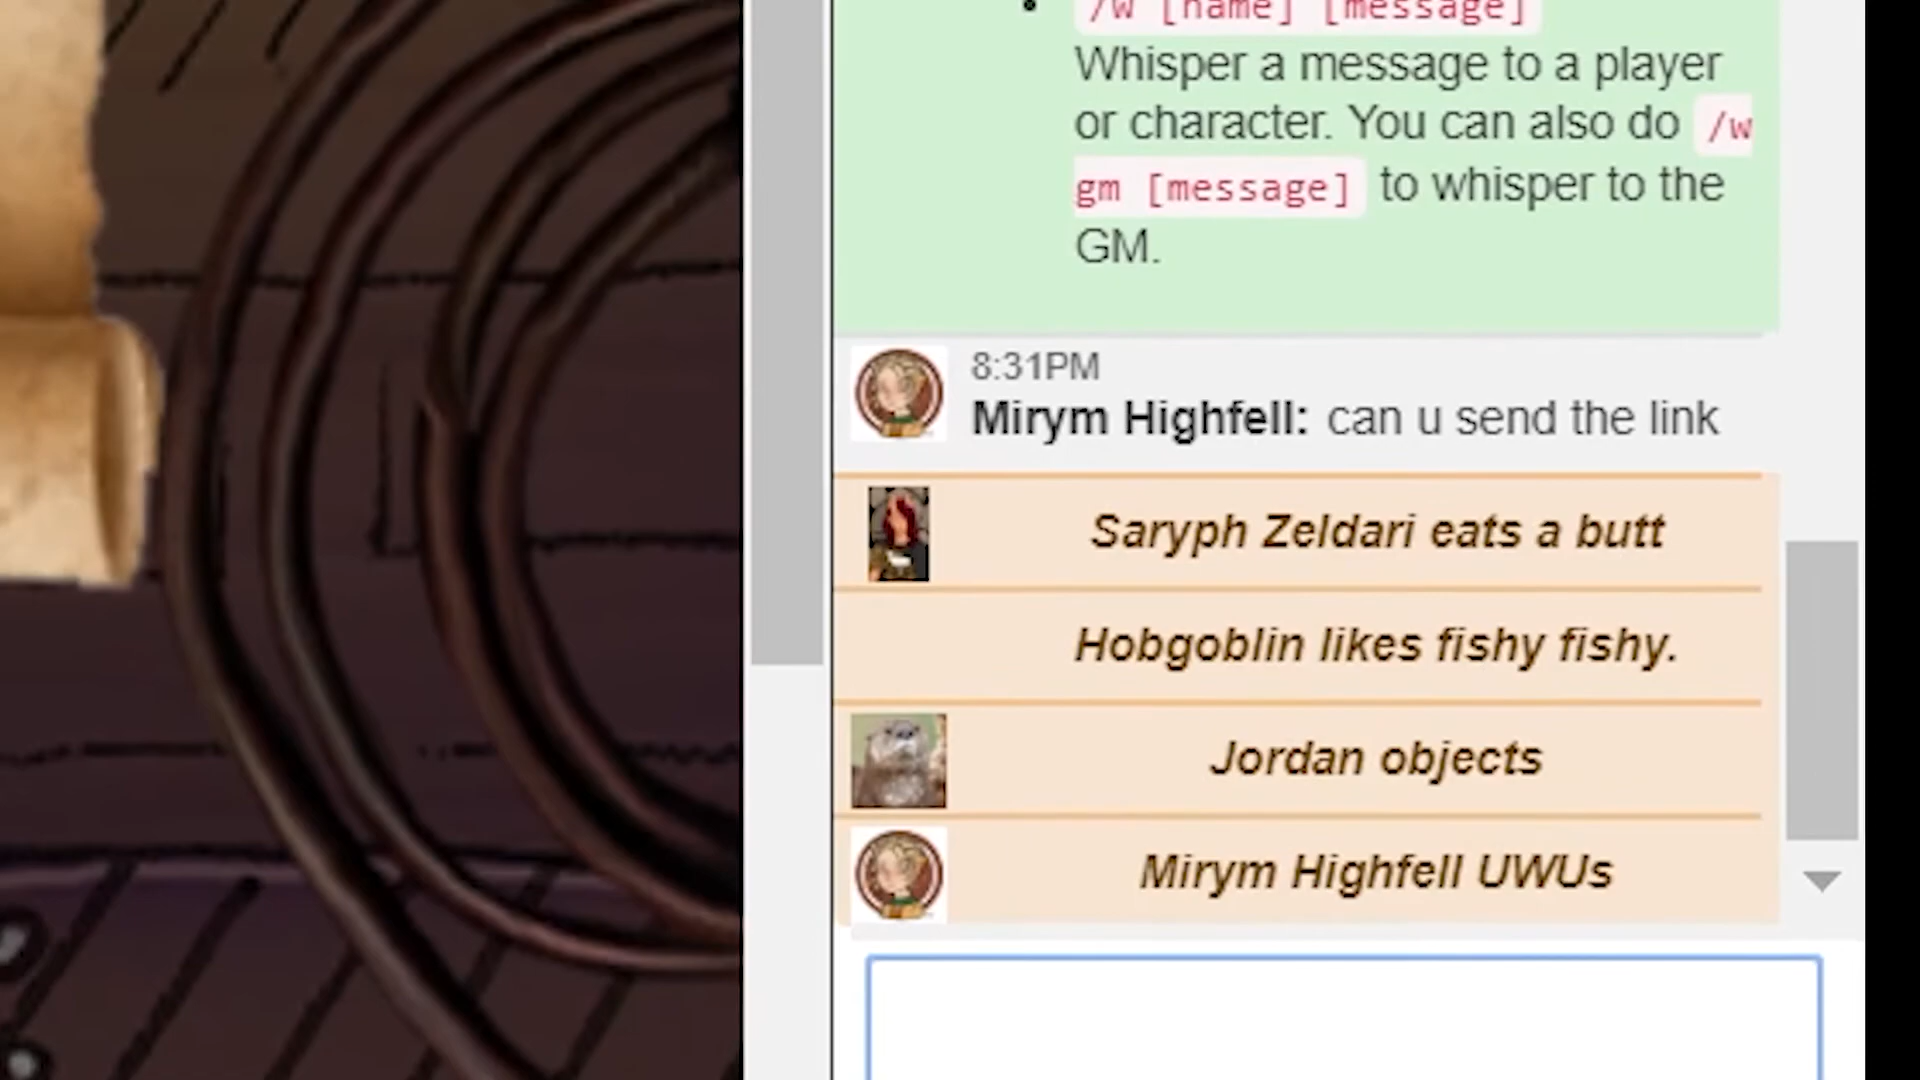 /w [name] [message]
Whisper a message to a player
or character. You can also do /w
gm [message] to whisper to the
GM.
8:31PM
Mirym Highfell: can u send the link
Saryph Zeldari eats a butt
Hobgoblin likes fishy fishy.
Jordan objects
Mirym Highfell UWUs